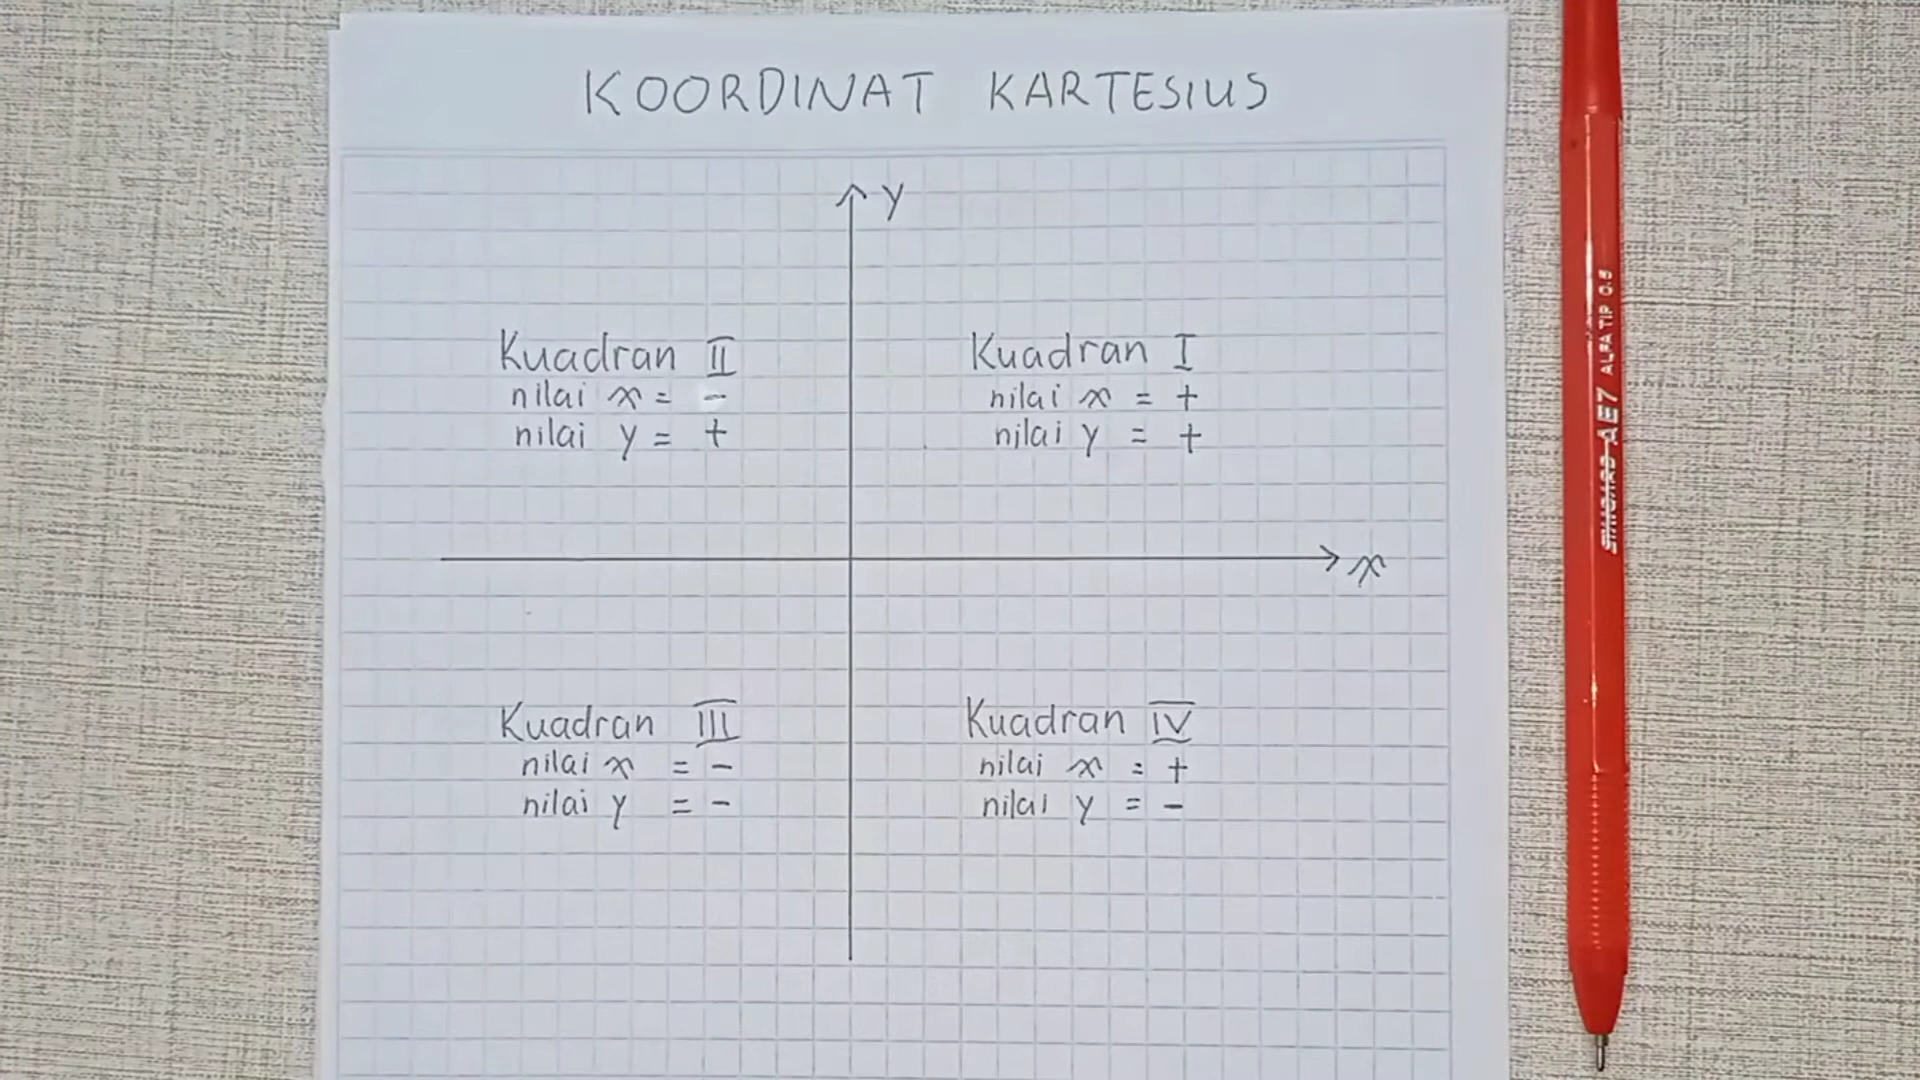 KOORDINAT KARTESIUS
y
Kuadran II
nilai x = -
nilai y = +
Kuadran I
nilai x = +
nilai y = +
x
Kuadran III
nilai x = -
nilai y = -
Kuadran IV
nilai x = +
nilai y = -
AE7 ALFA TIP 0.5